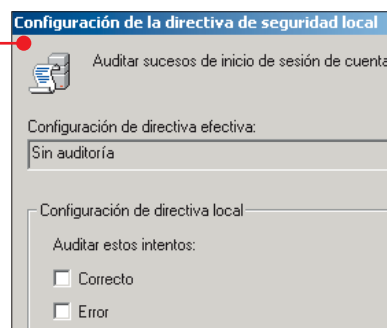 Configuración de la directiva de seguridad local
Auditar sucesos de inicio de sesión de cuenta
Configuración de directiva efectiva:
Sin auditoría
Configuración de directiva local
Auditar estos intentos:
Correcto
Error